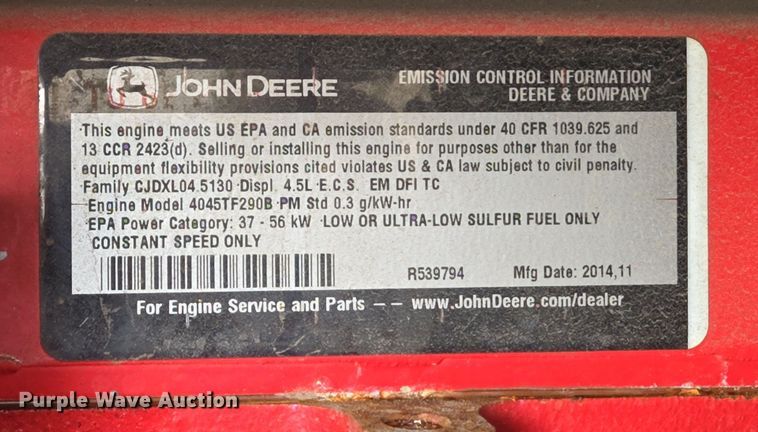 JOHN DEERE
EMISSION CONTROL INFORMATION
DEERE & COMPANY
This engine meets US EPA and CA emission standards under 40 CFR 1039.625 and
13 CCR 2423(d). Selling or installing this engine for purposes other than for the
equipment flexibility provisions cited violates US & CA law subject to civil penalty.
Family CJDXL04.5130 Displ. 4.5L E.C.S. EM DFI TC
Engine Model 4045TF290B PM Std 0.3 g/kW-hr
EPA Power Category: 37 - 56 kW LOW OR ULTRA-LOW SULFUR FUEL ONLY
CONSTANT SPEED ONLY
R539794 Mfg Date: 2014,11
For Engine Service and Parts -- www.JohnDeere.com/dealer
Purple Wave Auction